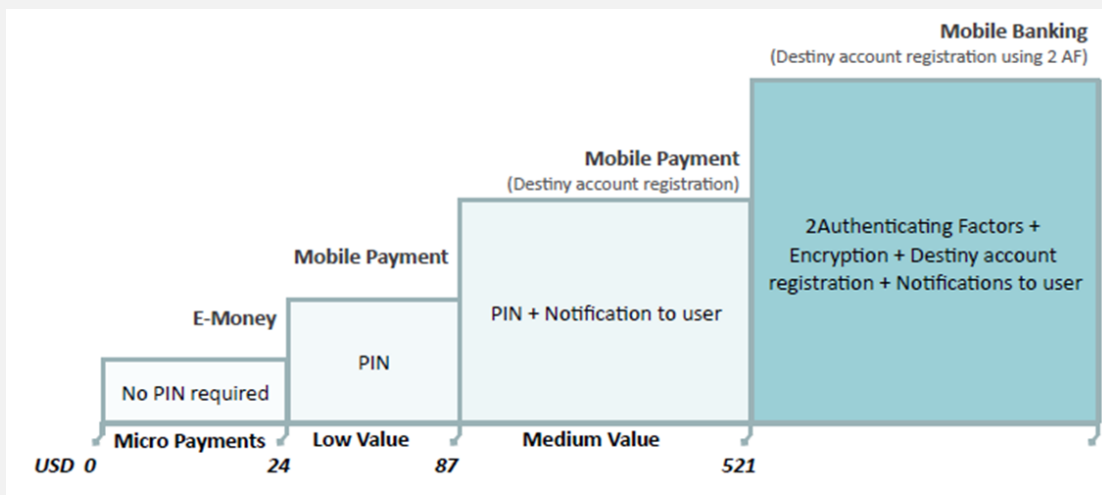 Mobile Banking
(Destiny account registration using 2 AF)
Mobile Payment
(Destiny account registration)
2Authenticating Factors +
Encryption + Destiny account
registration + Notifications to user
Mobile Payment
PIN + Notification to user
E-Money
PIN
No PIN required
Micro Payments
Low Value
Medium Value
USD 0
24
87
521